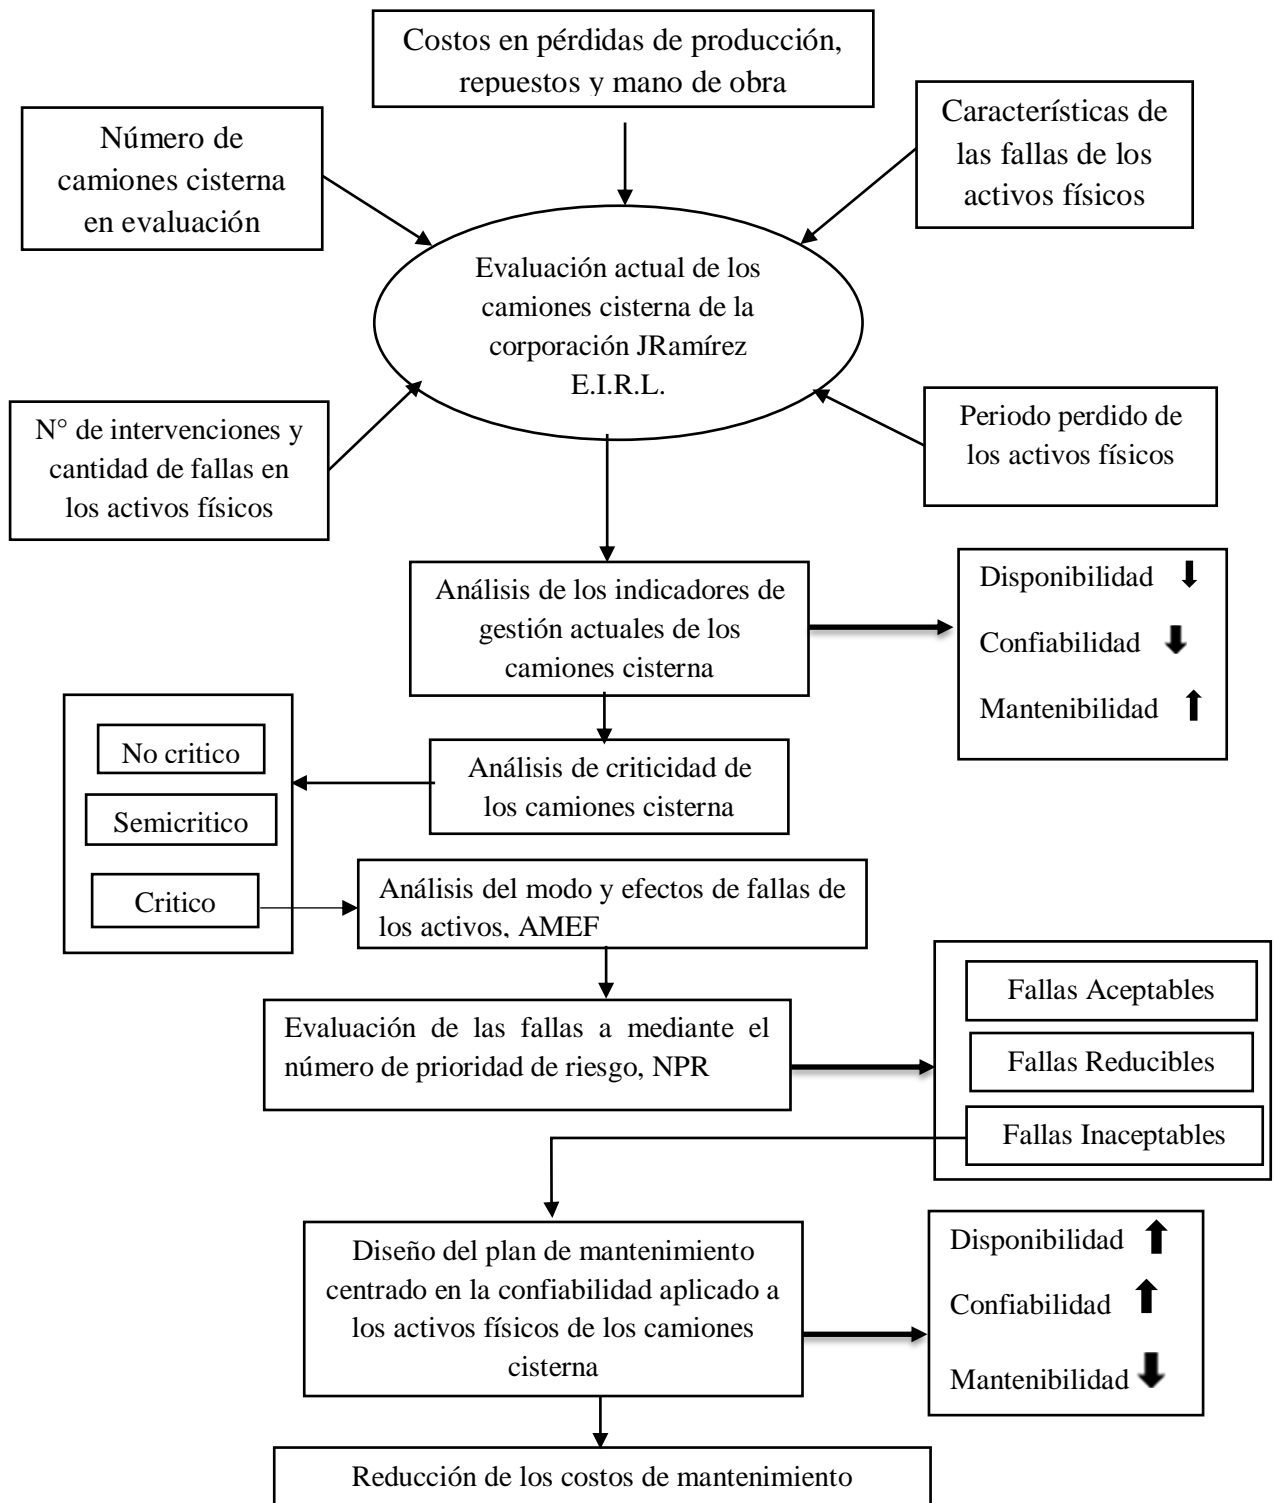 Costos en pérdidas de producción,
repuestos y mano de obra
Número de
camiones cisterna
en evaluación
Características de
las fallas de los
activos físicos
Evaluación actual de los
camiones cisterna de la
corporación JRamírez
E.I.R.L.
N° de intervenciones y
cantidad de fallas en
los activos físicos
Periodo perdido de
los activos físicos
Análisis de los indicadores de
gestión actuales de los
camiones cisterna
Disponibilidad
Confiabilidad
Mantenibilidad
No critico
Semicritico
Critico
Análisis de criticidad de
los camiones cisterna
Análisis del modo y efectos de fallas de
los activos, AMEF
Evaluación de las fallas a mediante el
número de prioridad de riesgo, NPR
Fallas Aceptables
Fallas Reducibles
Fallas Inaceptables
Diseño del plan de mantenimiento
centrado en la confiabilidad aplicado a
los activos físicos de los camiones
cisterna
Disponibilidad
Confiabilidad
Mantenibilidad
Reducción de los costos de mantenimiento